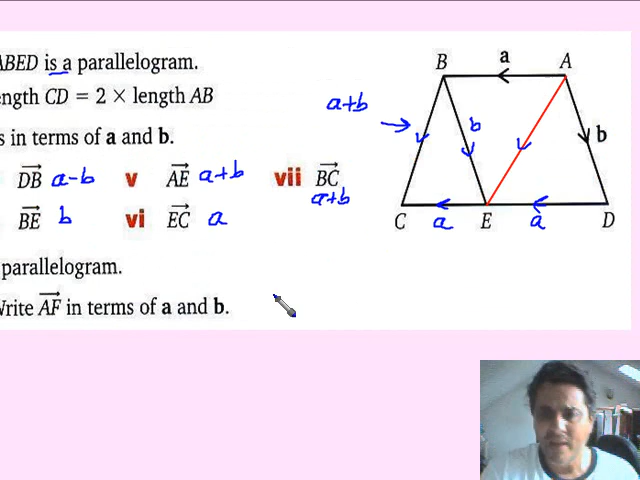 ABED is a parallelogram.
length CD = 2 × length AB
s in terms of a and b.
DB a-b v AE a+b vii BC a+b
BE b vi EC a
parallelogram.
Write AF in terms of a and b.
B a A
a+b
b
b
C a E a D